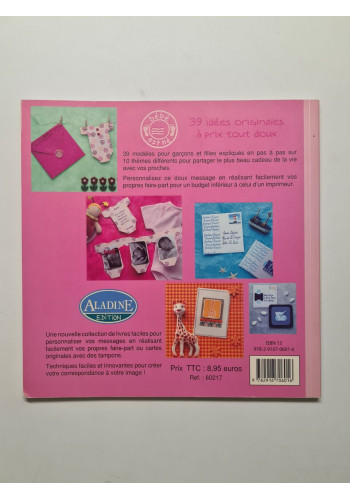 39 idées originales
à prix tout doux
39 modèles pour garçons et filles expliqués en pas à pas sur
10 thèmes différents pour partager le plus beau cadeau de la vie
avec vos proches.
Personnalisez ce doux message en réalisant facilement vos
propres faire-part pour un budget inférieur à celui d'un imprimeur.
ALADINE
EDITION
Une nouvelle collection de livres faciles pour
personnaliser vos messages en réalisant
facilement vos propres faire-part ou cartes
originales avec des tampons.
Techniques faciles et innovantes pour créer
votre correspondance à votre image !
Prix TTC : 8,95 euros
Ref. : 60217
ISBN 13